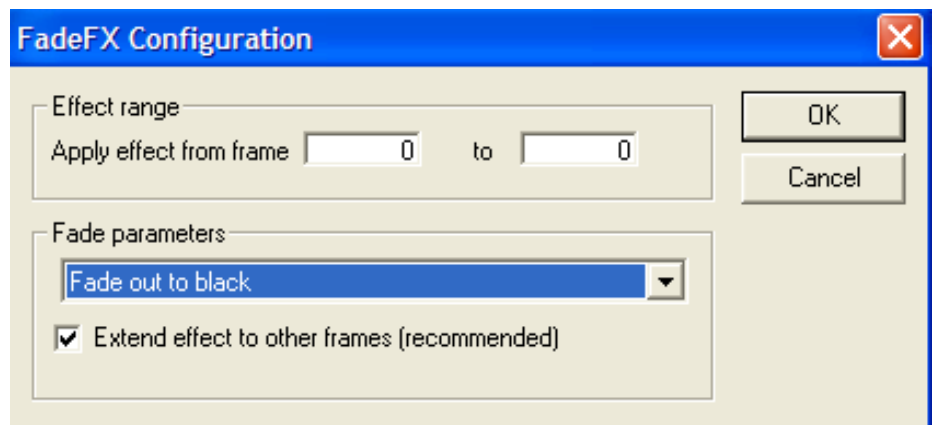 FadeFX Configuration
Effect range
Apply effect from frame 0 to 0
OK
Cancel
Fade parameters
Fade out to black
Extend effect to other frames (recommended)